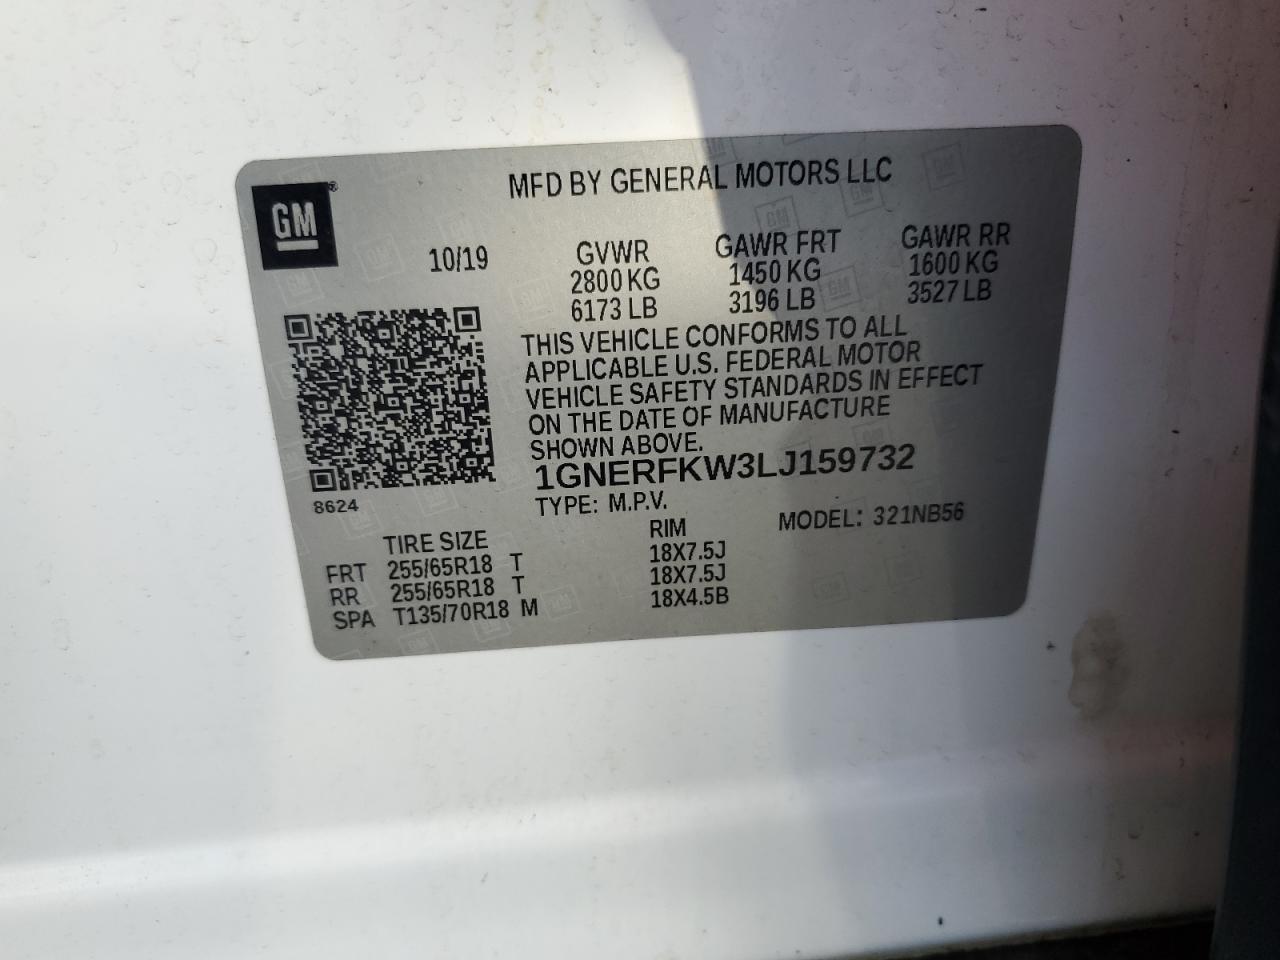 MFD BY GENERAL MOTORS LLC
GM®
10/19
GVWR GAWR FRT GAWR RR
2800 KG 1450 KG 1600 KG
6173 LB 3196 LB 3527 LB
THIS VEHICLE CONFORMS TO ALL
APPLICABLE U.S. FEDERAL MOTOR
VEHICLE SAFETY STANDARDS IN EFFECT
ON THE DATE OF MANUFACTURE
SHOWN ABOVE.
1GNERFKW3LJ159732
8624
TYPE: M.P.V. MODEL: 321NB56
TIRE SIZE RIM
FRT 255/65R18 T 18X7.5J
RR 255/65R18 T 18X7.5J
SPA T135/70R18 M 18X4.5B